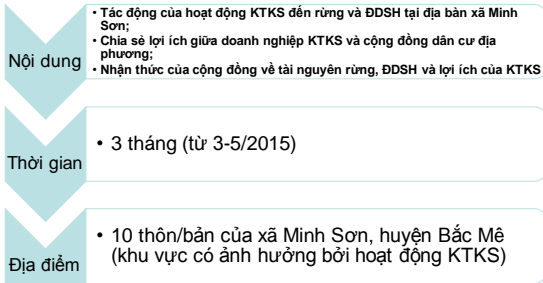 Nội dung
• Tác động của hoạt động KTKS đến rừng và ĐDSH tại địa bàn xã Minh
Sơn;
• Chia sẻ lợi ích giữa doanh nghiệp KTKS và cộng đồng dân cư địa
phương;
• Nhận thức của cộng đồng về tài nguyên rừng, ĐDSH và lợi ích của KTKS
Thời gian
• 3 tháng (từ 3-5/2015)
Địa điểm
• 10 thôn/bản của xã Minh Sơn, huyện Bắc Mê
(khu vực có ảnh hưởng bởi hoạt động KTKS)